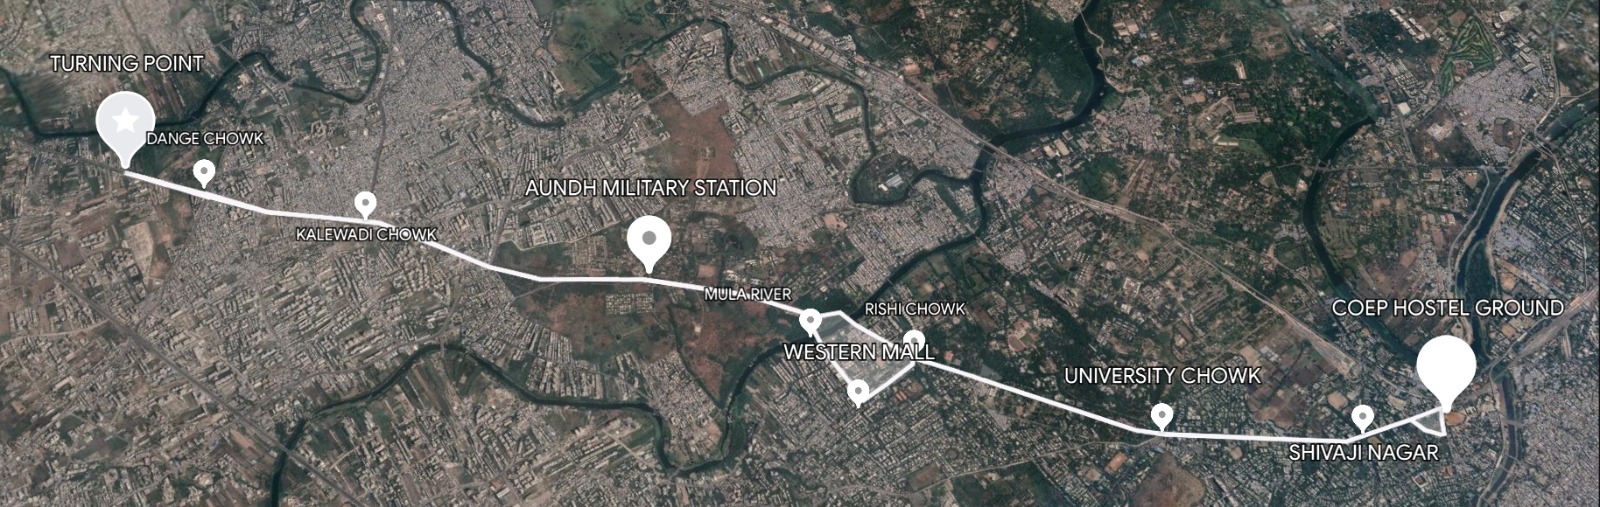 TURNING POINT
DANGE CHOWK
KALEWADI CHOWK
AUNDH MILITARY STATION
MULA RIVER
RISHI CHOWK
WESTERN MALL
UNIVERSITY CHOWK
COEP HOSTEL GROUND
SHIVAJI NAGAR